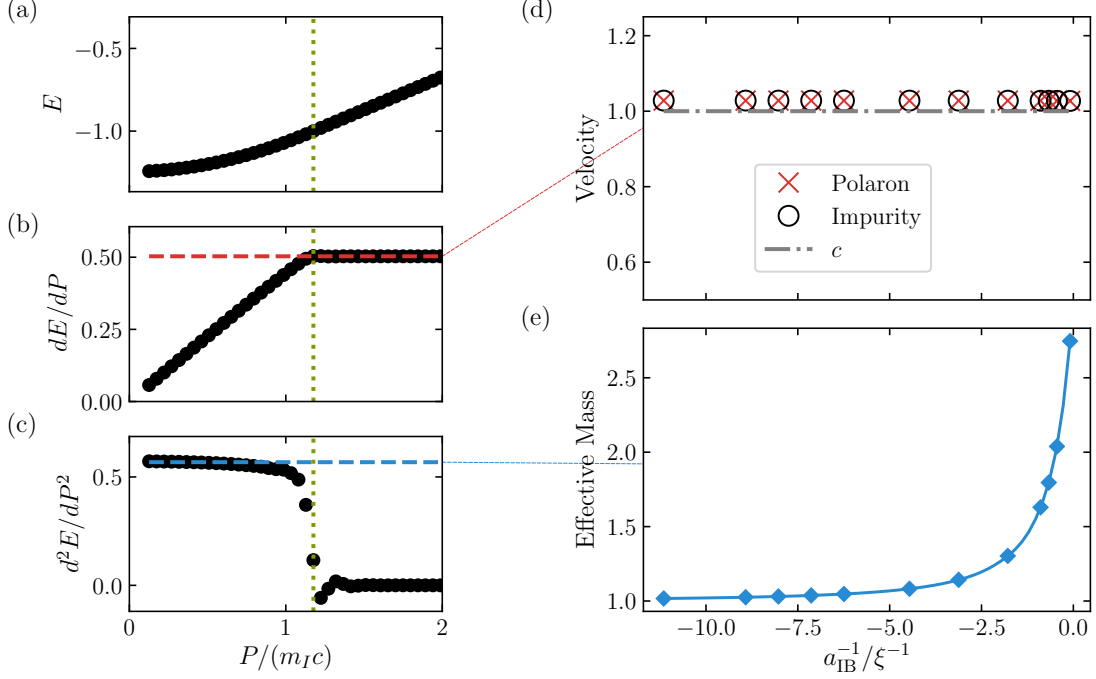 (a)
E
−0.5
−1.0
(b)
dE/dP
0.50
0.25
0.00
(c)
d²E/dP²
0.5
0.0
0
1
2
P/(m_I c)
(d)
Velocity
1.2
1.0
0.8
0.6
Polaron
Impurity
c
(e)
Effective Mass
2.5
2.0
1.5
1.0
−10.0
−7.5
−5.0
−2.5
0.0
a_{IB}^{-1}/ξ^{-1}